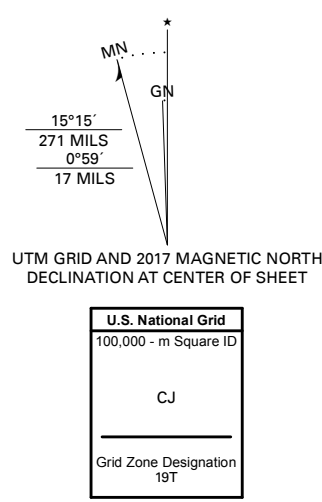 MN
GN
15°15´
271 MILS
0°59´
17 MILS
UTM GRID AND 2017 MAGNETIC NORTH
DECLINATION AT CENTER OF SHEET
U.S. National Grid
100,000 - m Square ID
CJ
Grid Zone Designation
19T